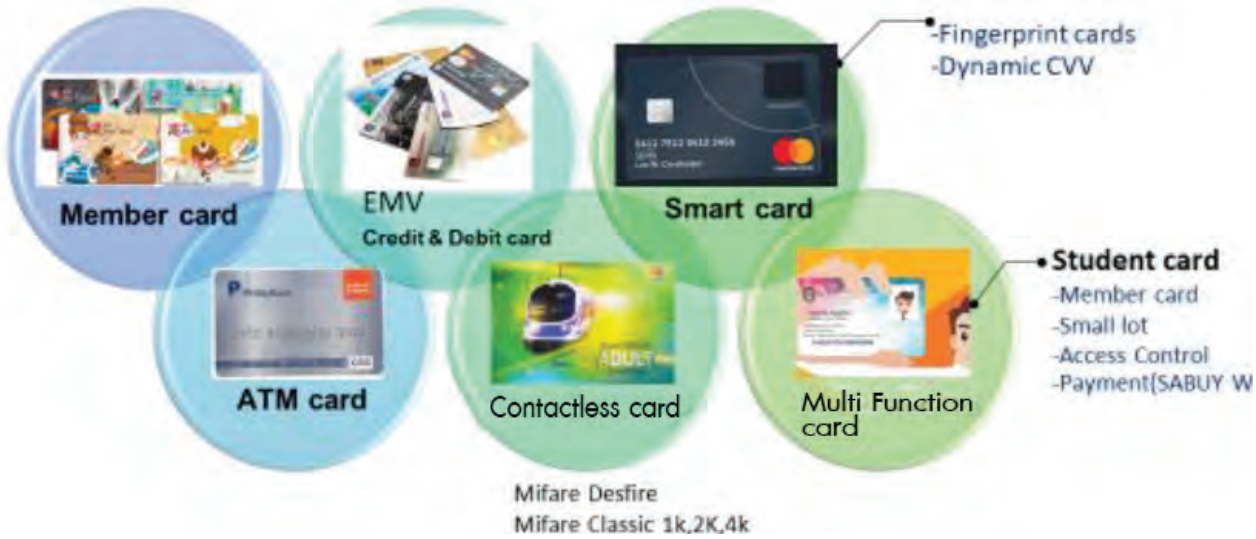 -Fingerprint cards
-Dynamic CVV
Member card
EMV
Credit & Debit card
Smart card
ATM card
Contactless card
ADULT
Multi Function
card
Student card
-Member card
-Small lot
-Access Control
-Payment(SABUY W
Mifare Desfire
Mifare Classic 1k,2K,4k